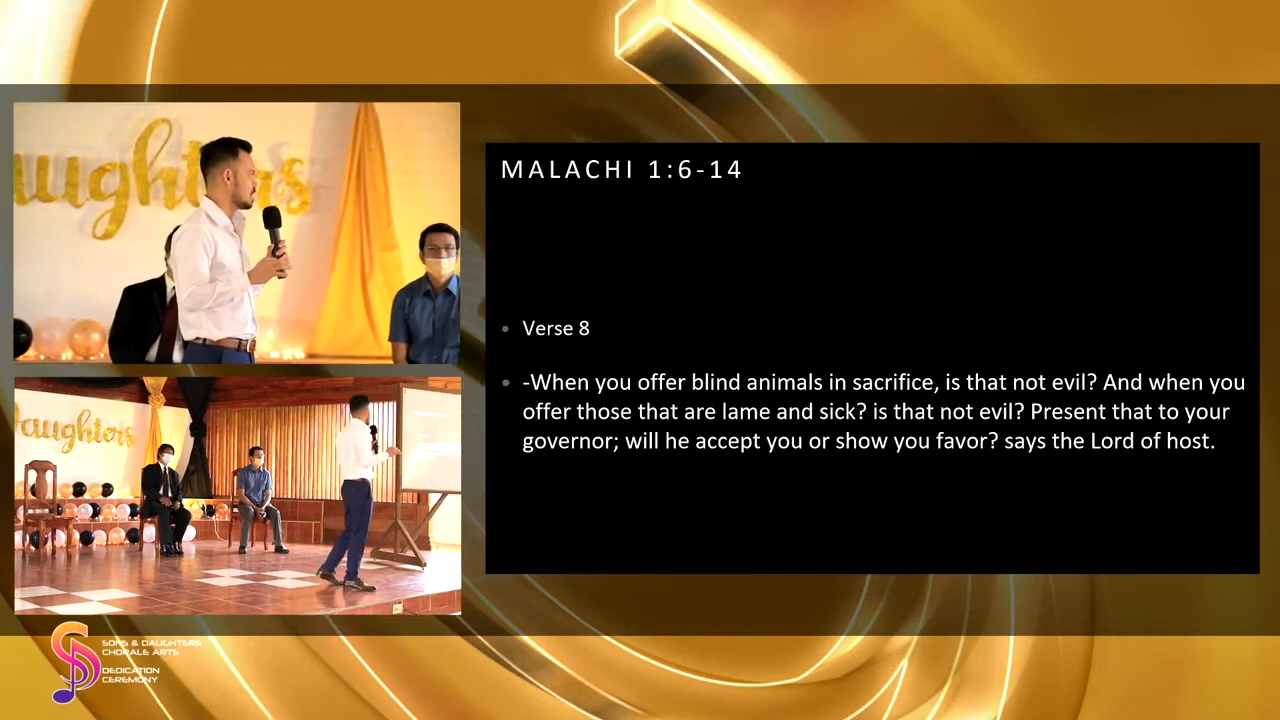 aughters
MALACHI 1:6-14
• Verse 8
• -When you offer blind animals in sacrifice, is that not evil? And when you
offer those that are lame and sick? is that not evil? Present that to your
governor; will he accept you or show you favor? says the Lord of host.
Daughters
SONS & DAUGHTERS
CHORALE ARTS
DEDICATION
CEREMONY